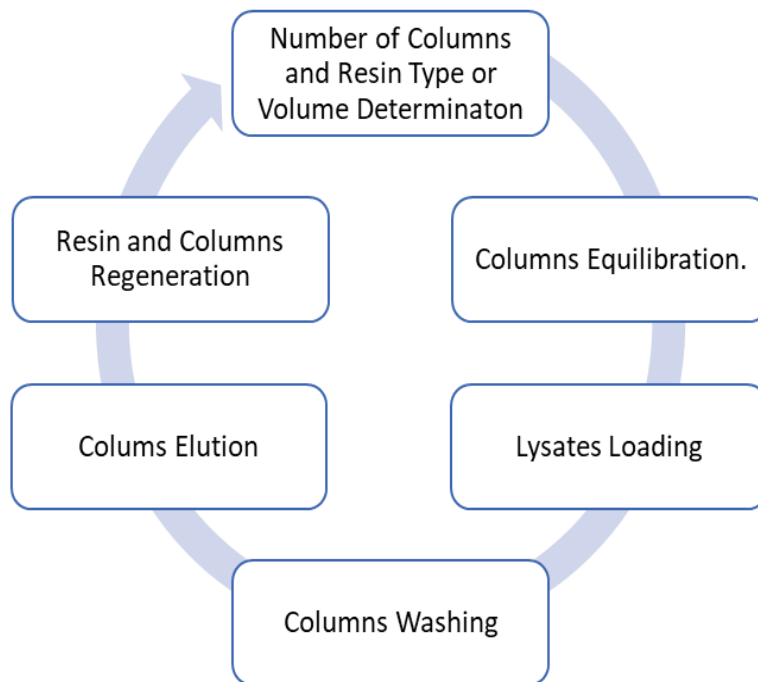 Number of Columns
and Resin Type or
Volume Determinaton
Columns Equilibration.
Lysates Loading
Columns Washing
Colums Elution
Resin and Columns
Regeneration